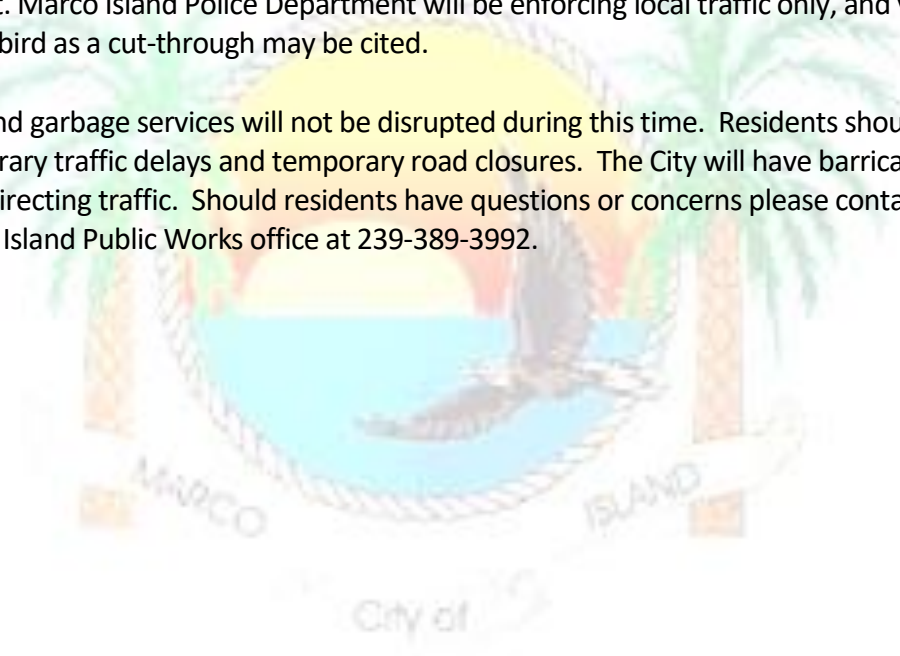 t. Marco Island Police Department will be enforcing local traffic only, and v
bird as a cut-through may be cited.
nd garbage services will not be disrupted during this time. Residents shou
rary traffic delays and temporary road closures. The City will have barrica
irecting traffic. Should residents have questions or concerns please conta
Island Public Works office at 239-389-3992.
MARCO ISLAND
City of